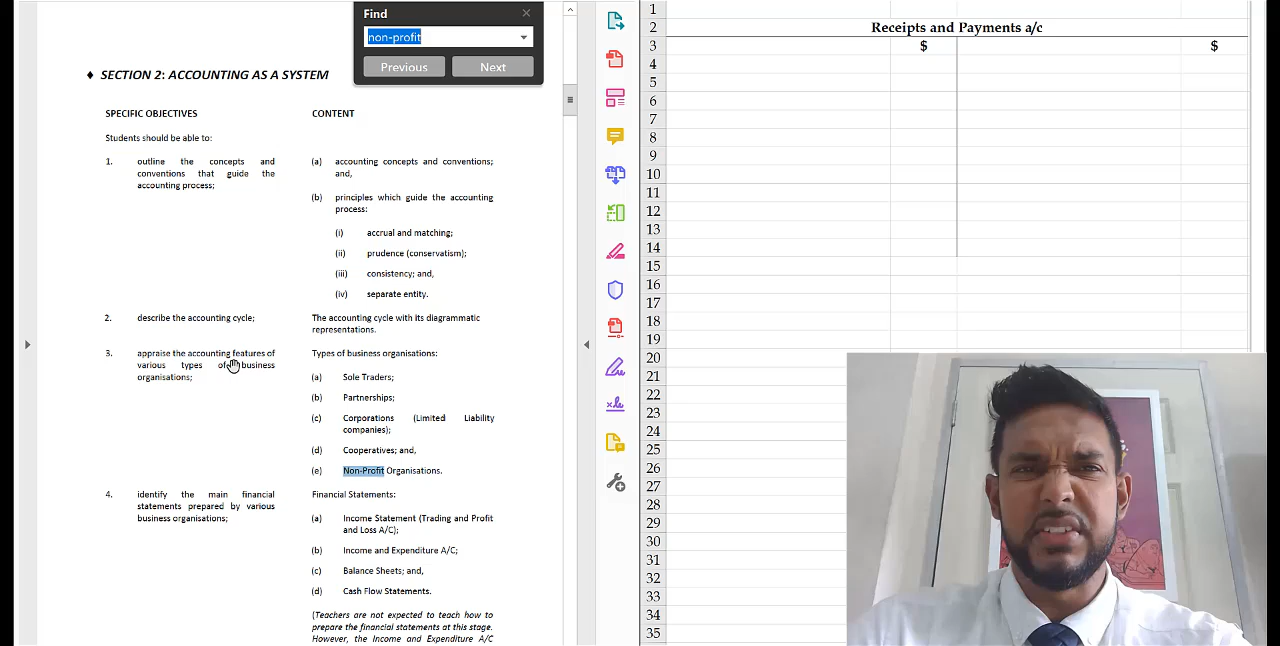 Find
non-profit
Previous
Next
♦ SECTION 2: ACCOUNTING AS A SYSTEM
SPECIFIC OBJECTIVES
CONTENT
Students should be able to:
1. outline the concepts and
conventions that guide the
accounting process;
(a) accounting concepts and conventions;
and,
(b) principles which guide the accounting
process:
(i) accrual and matching;
(ii) prudence (conservatism);
(iii) consistency; and,
(iv) separate entity.
2. describe the accounting cycle;
The accounting cycle with its diagrammatic
representations.
3. appraise the accounting features of
various types of business
organisations;
Types of business organisations:
(a) Sole Traders;
(b) Partnerships;
(c) Corporations (Limited Liability
companies);
(d) Cooperatives; and,
(e) Non-Profit Organisations.
4. identify the main financial
statements prepared by various
business organisations;
Financial Statements:
(a) Income Statement (Trading and Profit
and Loss A/C);
(b) Income and Expenditure A/C;
(c) Balance Sheets; and,
(d) Cash Flow Statements.
(Teachers are not expected to teach how to
prepare the financial statements at this stage.
However, the Income and Expenditure A/C
1
2 Receipts and Payments a/c
3 $ $
4
5
6
7
8
9
10
11
12
13
14
15
16
17
18
19
20
21
22
23
24
25
26
27
28
29
30
31
32
33
34
35